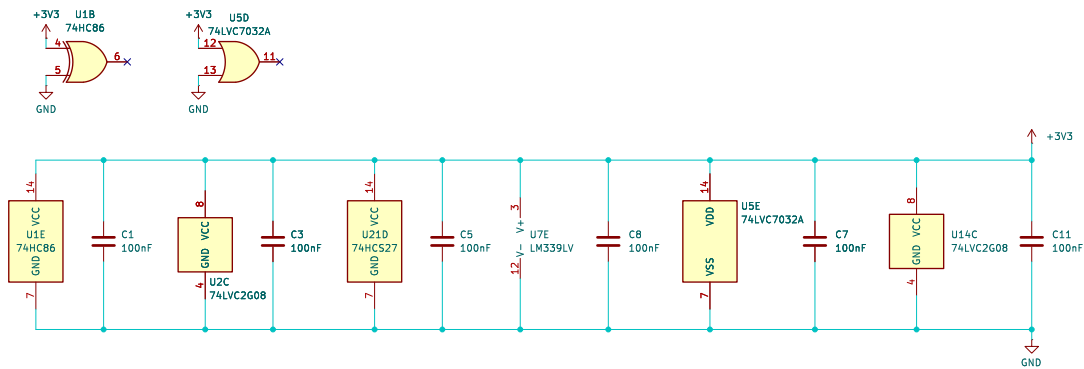 +3V3
U1B
74HC86
4
5
6
GND
+3V3
U5D
74LVC7032A
12
13
11
GND
+3V3
14
VCC
U1E
74HC86
GND
7
C1
100nF
8
VCC
GND
4
U2C
74LVC2G08
C3
100nF
14
VCC
U21D
74HCS27
GND
7
C5
100nF
3
V+
U7E
LM339LV
V-
12
C8
100nF
14
VDD
VSS
7
U5E
74LVC7032A
C7
100nF
8
VCC
GND
4
U14C
74LVC2G08
C11
100nF
GND